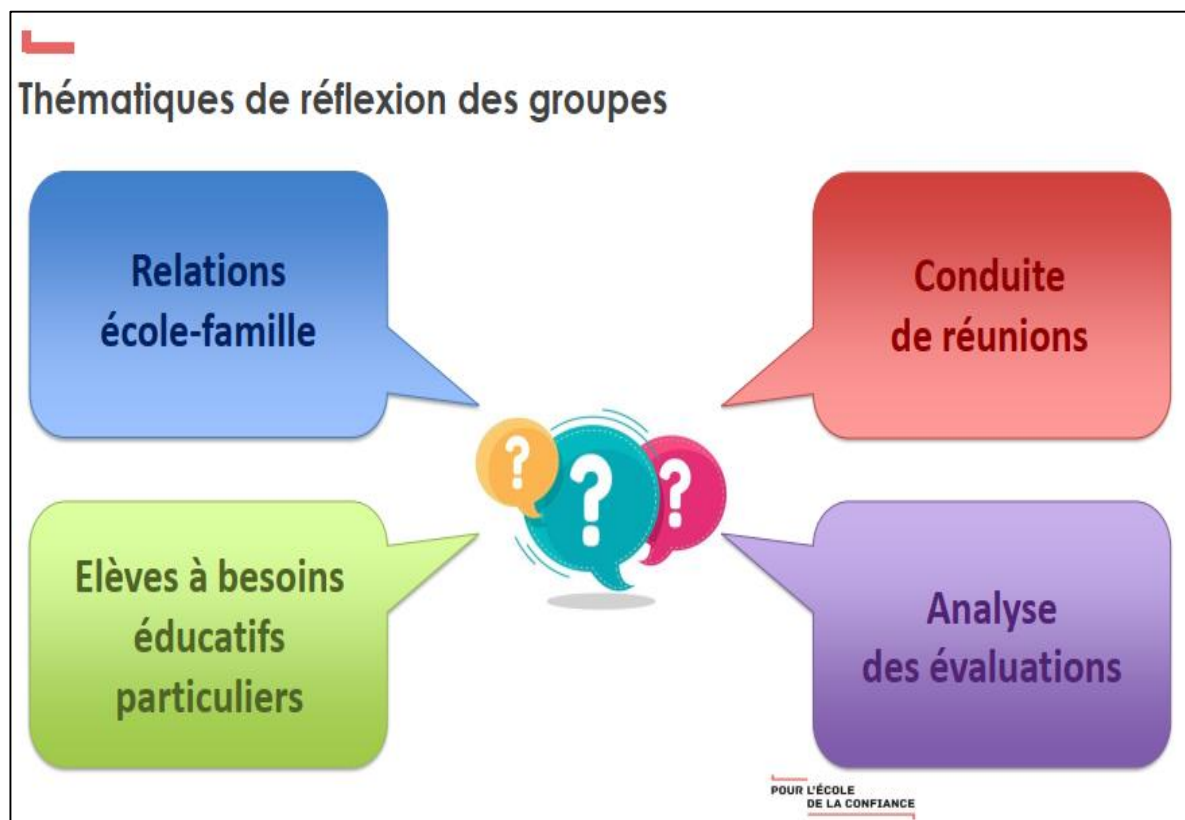 Thématiques de réflexion des groupes
Relations
école-famille
Conduite
de réunions
?
?
?
Elèves à besoins
éducatifs
particuliers
Analyse
des évaluations
POUR L'ÉCOLE
DE LA CONFIANCE